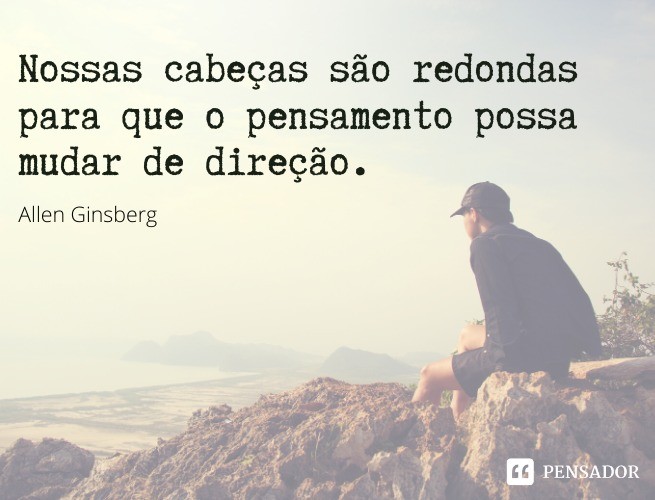 Nossas cabeças são redondas
para que o pensamento possa
mudar de direção.
Allen Ginsberg
PENSADOR